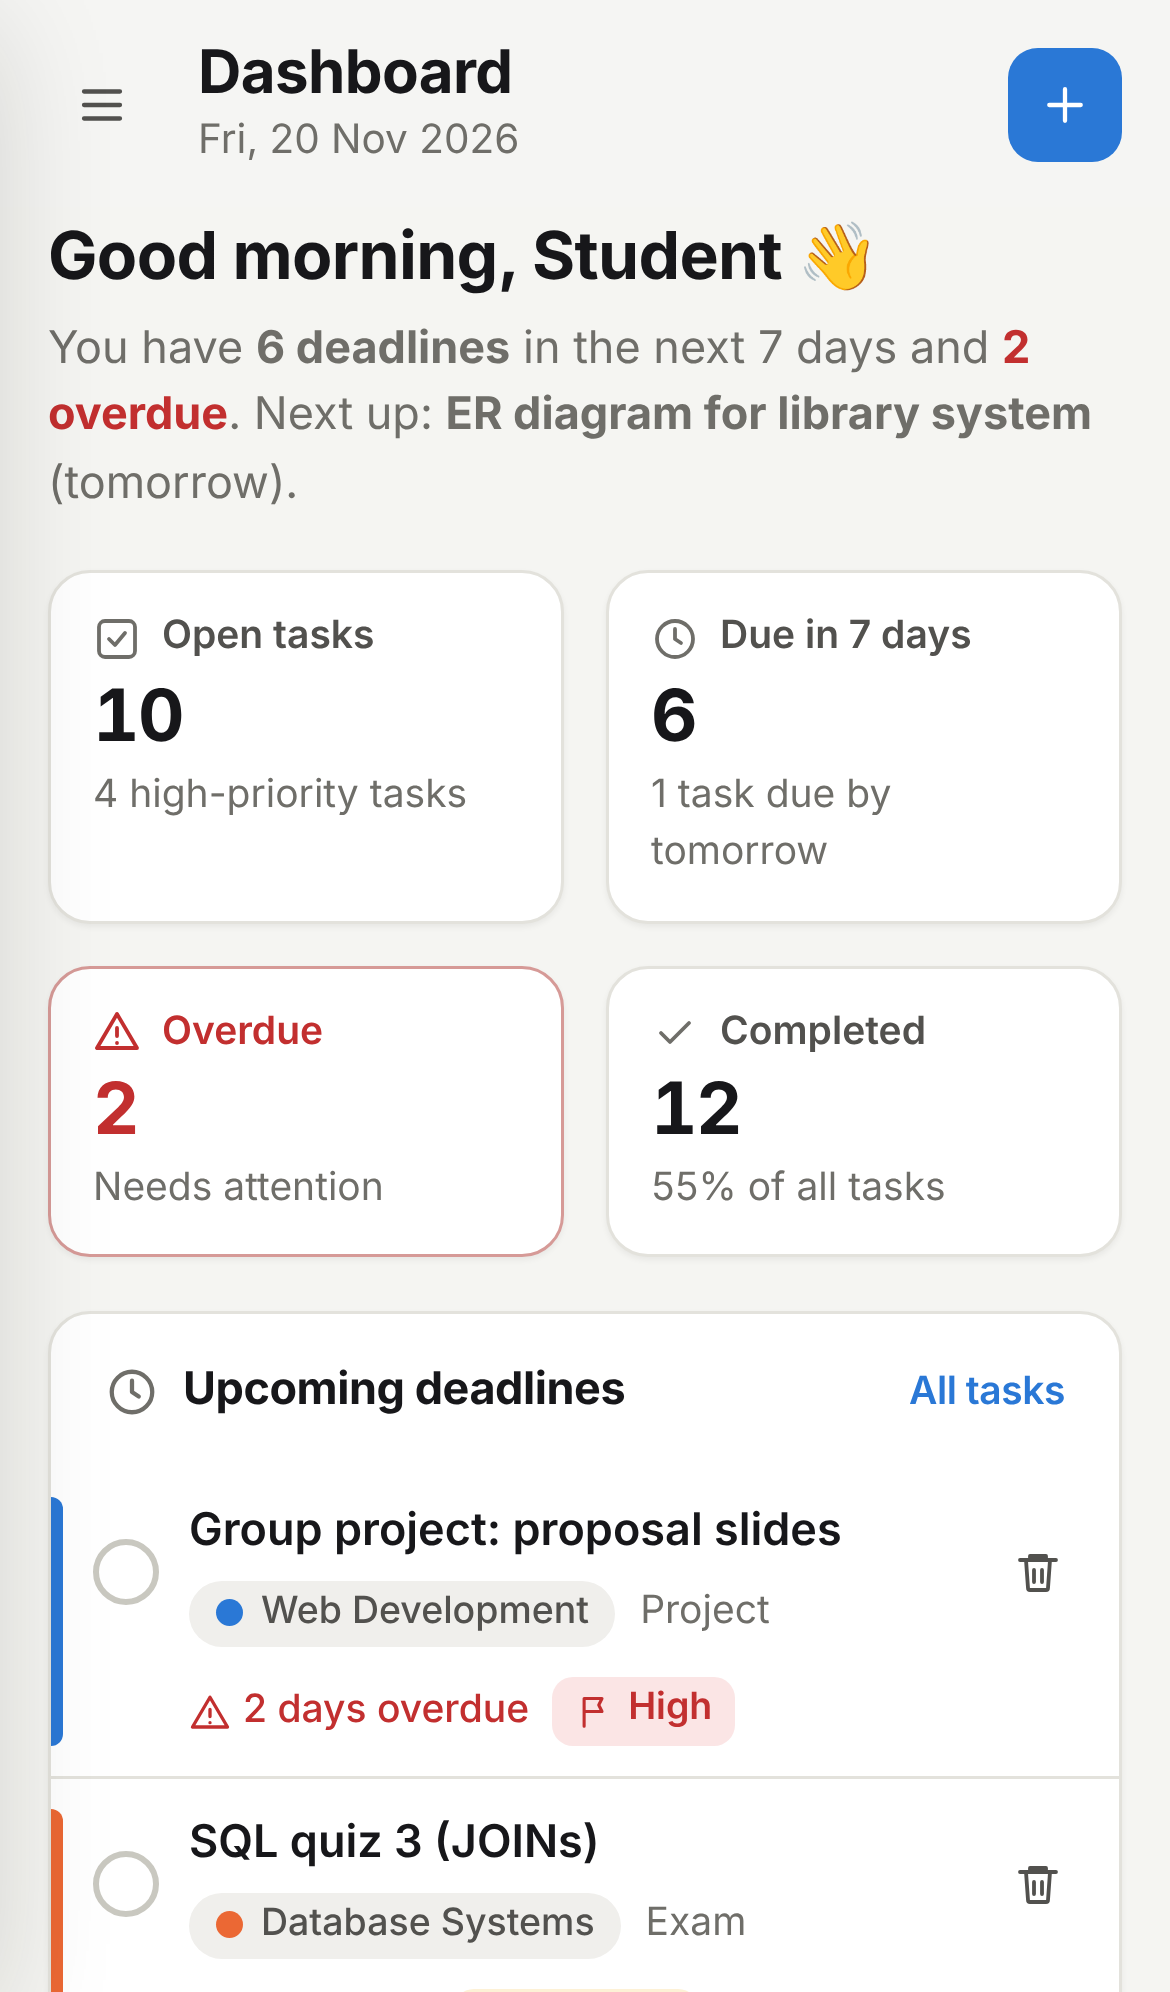 Dashboard
Fri, 20 Nov 2026
Good morning, Student 👋
You have 6 deadlines in the next 7 days and 2
overdue. Next up: ER diagram for library system
(tomorrow).
Open tasks
10
4 high-priority tasks
Due in 7 days
6
1 task due by
tomorrow
Overdue
2
Needs attention
Completed
12
55% of all tasks
Upcoming deadlines
All tasks
Group project: proposal slides
Web Development Project
2 days overdue High
SQL quiz 3 (JOINs)
Database Systems Exam